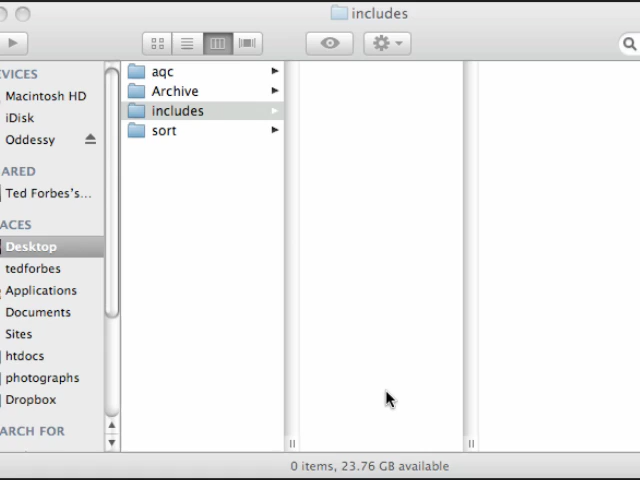 includes
VICES
Macintosh HD
iDisk
Oddessy
ARED
Ted Forbes's...
ACES
Desktop
tedforbes
Applications
Documents
Sites
htdocs
photographs
Dropbox
ARCH FOR
aqc
Archive
includes
sort
0 items, 23.76 GB available